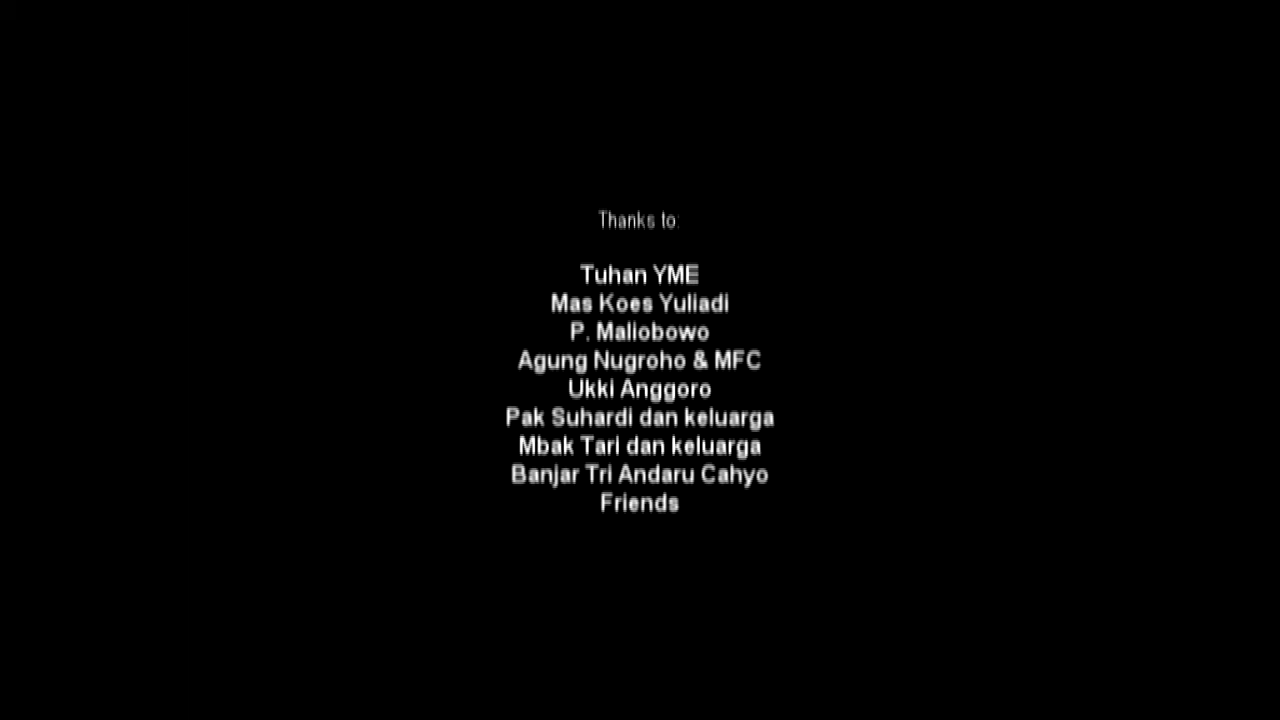 Thanks to:
Tuhan YME
Mas Koes Yuliadi
P. Maliobowo
Agung Nugroho & MFC
Ukki Anggoro
Pak Suhardi dan keluarga
Mbak Tari dan keluarga
Banjar Tri Andaru Cahyo
Friends